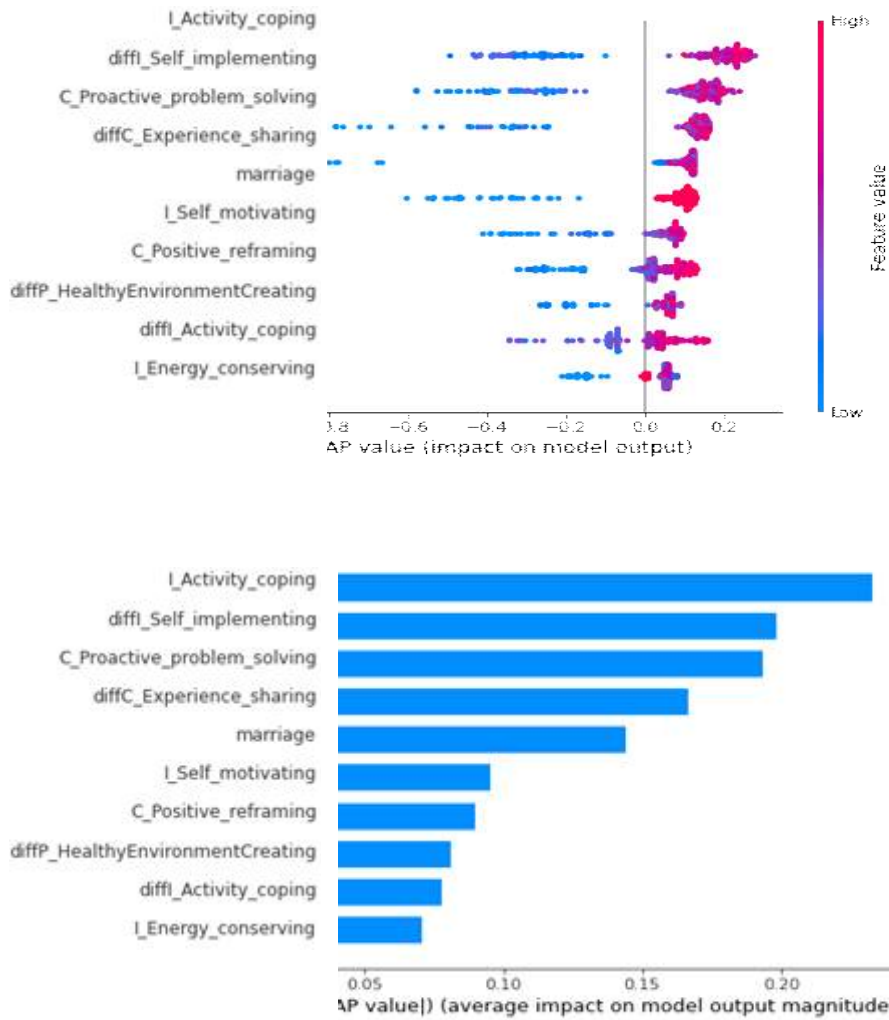 I_Activity_coping
High
diffI_Self_implementing
C_Proactive_problem_solving
diffC_Experience_sharing
marriage
I_Self_motivating
C_Positive_reframing
diffP_HealthyEnvironmentCreating
diffI_Activity_coping
I_Energy_conserving
Feature value
Low
0.8 −0.6 −0.4 −0.2 0.0 0.2
AP value (impact on model output)
I_Activity_coping
diffI_Self_implementing
C_Proactive_problem_solving
diffC_Experience_sharing
marriage
I_Self_motivating
C_Positive_reframing
diffP_HealthyEnvironmentCreating
diffI_Activity_coping
I_Energy_conserving
0.05 0.10 0.15 0.20
AP value|) (average impact on model output magnitude